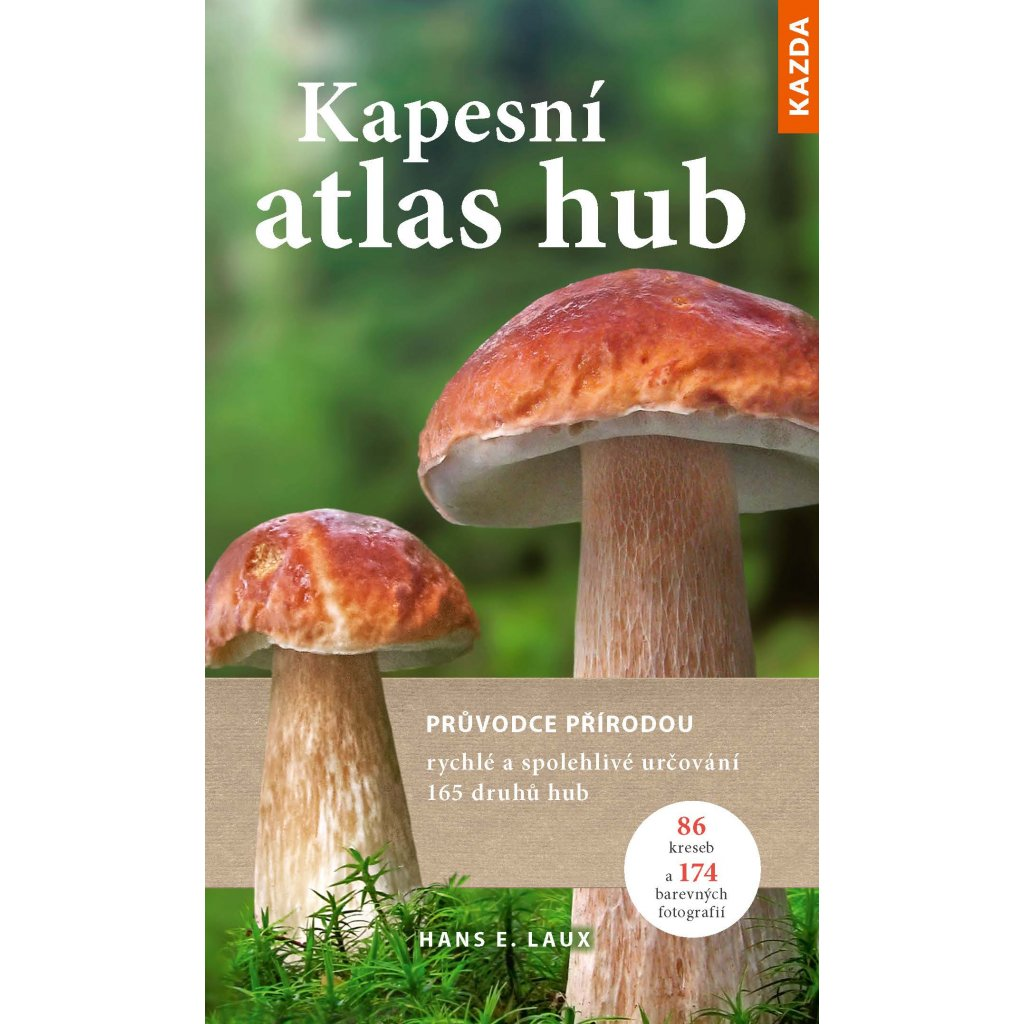 KAZDA
Kapesní
atlas hub
PRŮVODCE PŘÍRODOU
rychlé a spolehlivé určování
165 druhů hub
86
kreseb
a 174
barevných
fotografií
HANS E. LAUX